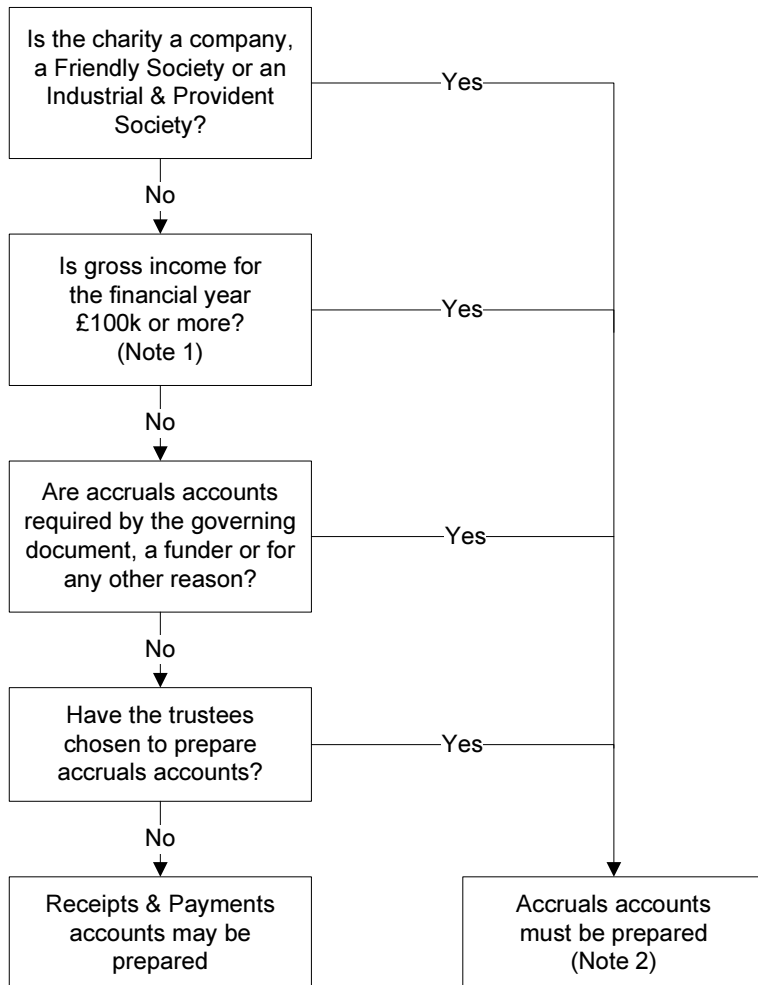 Is the charity a company,
a Friendly Society or an
Industrial & Provident
Society?
Yes
No
Is gross income for
the financial year
£100k or more?
(Note 1)
Yes
No
Are accruals accounts
required by the governing
document, a funder or for
any other reason?
Yes
No
Have the trustees
chosen to prepare
accruals accounts?
Yes
No
Receipts & Payments
accounts may be
prepared
Accruals accounts
must be prepared
(Note 2)